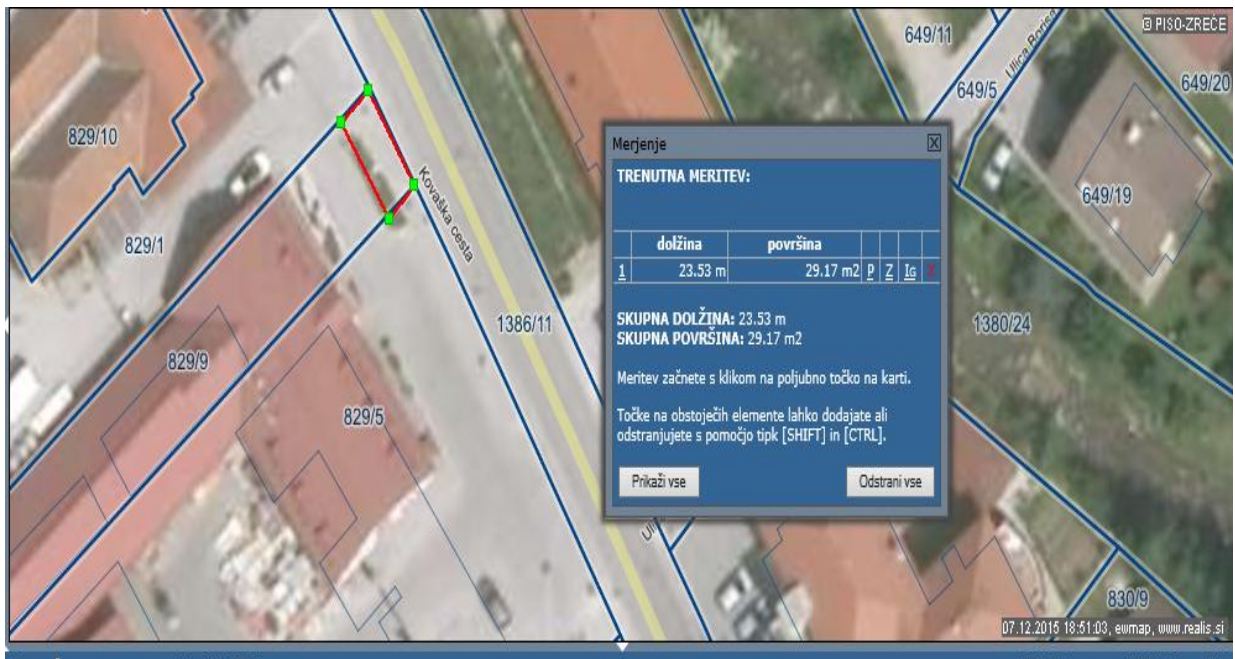 © PISO-ZREČE
649/11
649/5
Ulica Borisa
649/20
829/10
Merjenje
TRENUTNA MERITEV:
649/19
Kovaška cesta
829/1
dolžina površina
1 23.53 m 29.17 m2 P Z Ig X
1386/11
SKUPNA DOLŽINA: 23.53 m
SKUPNA POVRŠINA: 29.17 m2
1380/24
829/9
Meritev začnete s klikom na poljubno točko na karti.
829/5
Točke na obstoječih elemente lahko dodajate ali
odstranjujete s pomočjo tipk [SHIFT] in [CTRL].
Prikaži vse Odstrani vse
830/9
07.12.2015 18:51:03, ewmap, www.realis.si